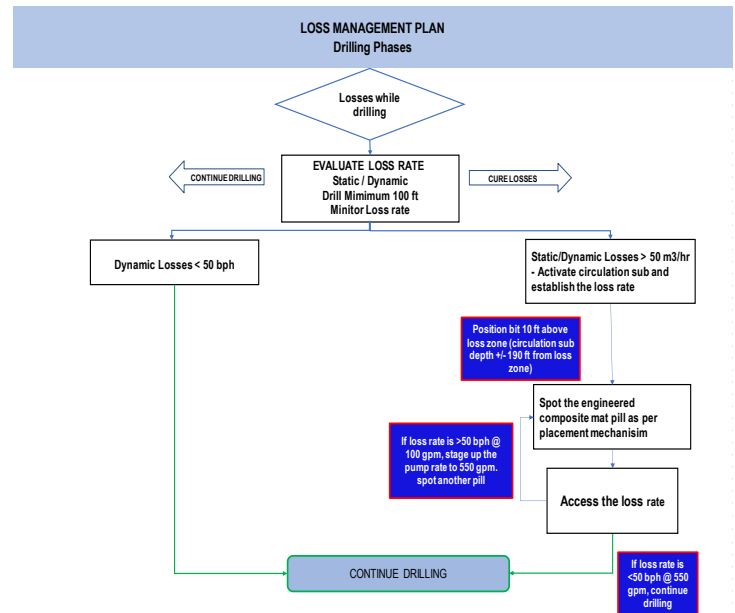 LOSS MANAGEMENT PLAN
Drilling Phases
Losses while
drilling
EVALUATE LOSS RATE
Static / Dynamic
Drill Mimimum 100 ft
Minitor Loss rate
CONTINUE DRILLING
CURE LOSSES
Dynamic Losses < 50 bph
Static/Dynamic Losses > 50 m3/hr
- Activate circulation sub and
establish the loss rate
Position bit 10 ft above
loss zone (circulation sub
depth +/- 190 ft from loss
zone)
Spot the engineered
composite mat pill as per
placement mechanisim
If loss rate is >50 bph @
100 gpm, stage up the
pump rate to 550 gpm.
spot another pill
Access the loss rate
CONTINUE DRILLING
If loss rate is
<50 bph @ 550
gpm, continue
drilling